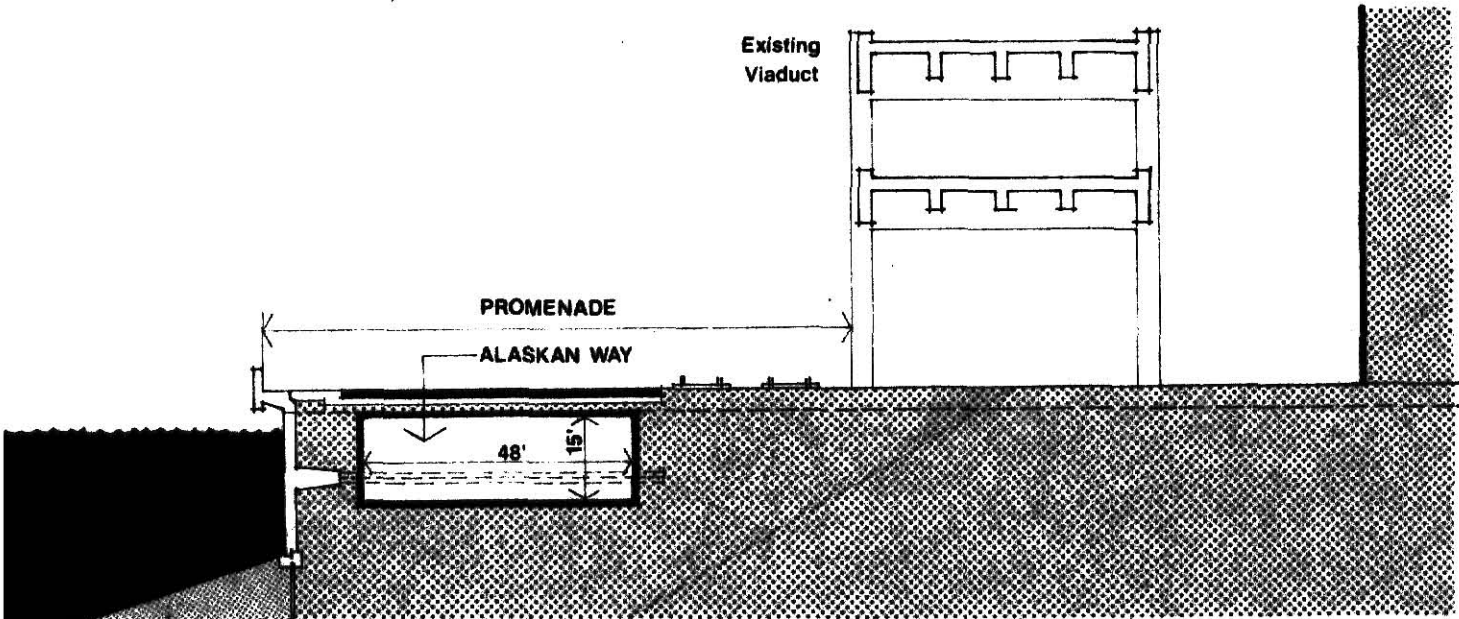 Existing
Viaduct
PROMENADE
ALASKAN WAY
48'
15'